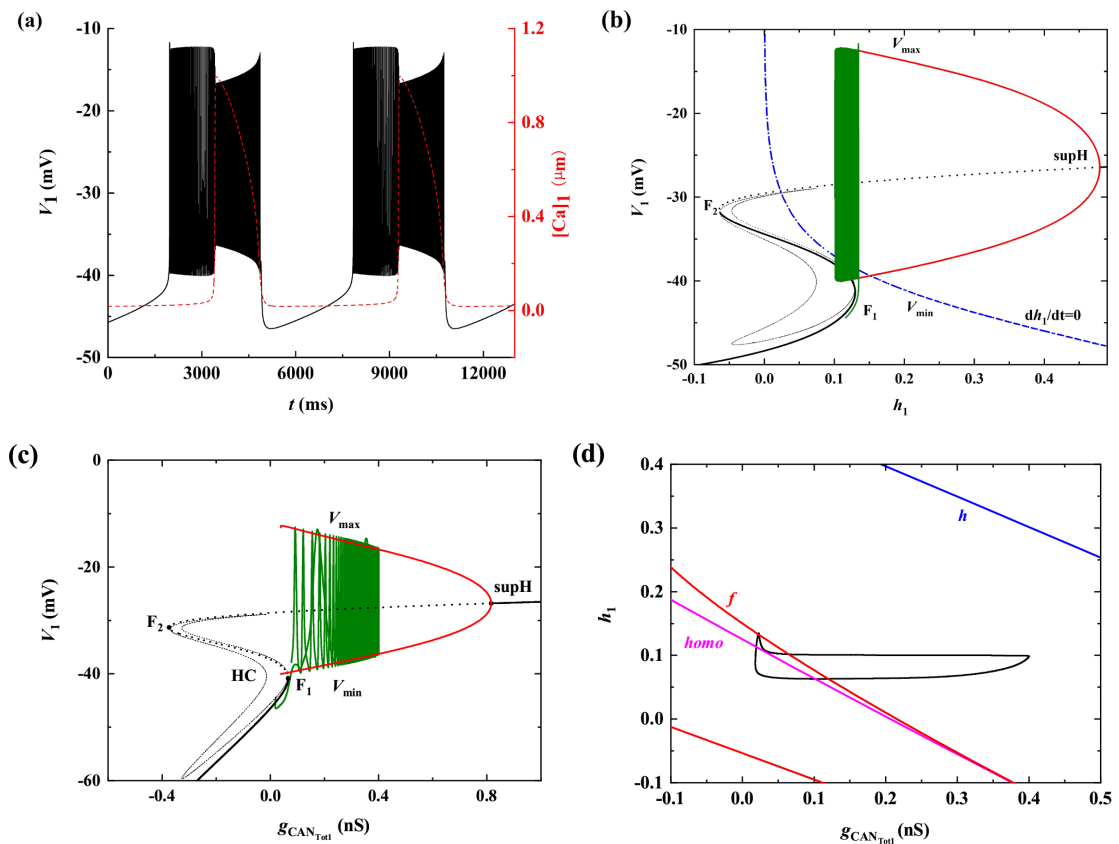 (a)
-10
-20
-30
-40
-50
V1 (mV)
0
3000
6000
9000
12000
t (ms)
1.2
0.8
0.4
0.0
[Ca]1 (μm)
(b)
-10
-20
-30
-40
-50
V1 (mV)
-0.1
0.0
0.1
0.2
0.3
0.4
h1
Vmax
supH
F2
F1
Vmin
dh1/dt=0
(c)
0
-20
-40
-60
V1 (mV)
-0.4
0.0
0.4
0.8
gCANTot1 (nS)
Vmax
supH
F2
HC
F1
Vmin
(d)
0.4
0.3
0.2
0.1
0.0
-0.1
h1
-0.1
0.0
0.1
0.2
0.3
0.4
0.5
gCANTot1 (nS)
h
f
homo